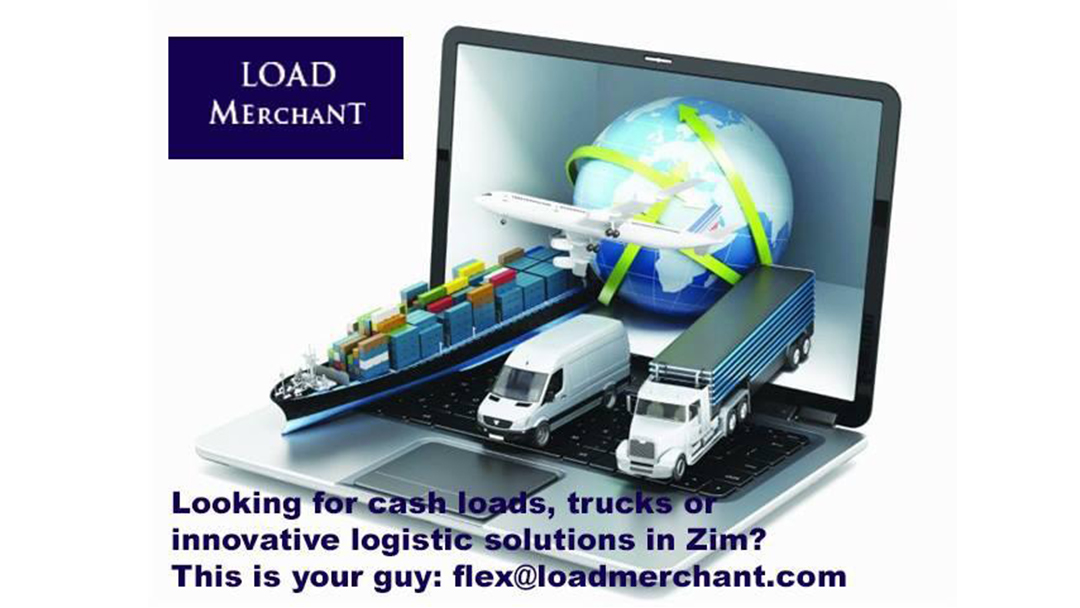 LOAD
MERCHANT
Looking for cash loads, trucks or
innovative logistic solutions in Zim?
This is your guy: flex@loadmerchant.com